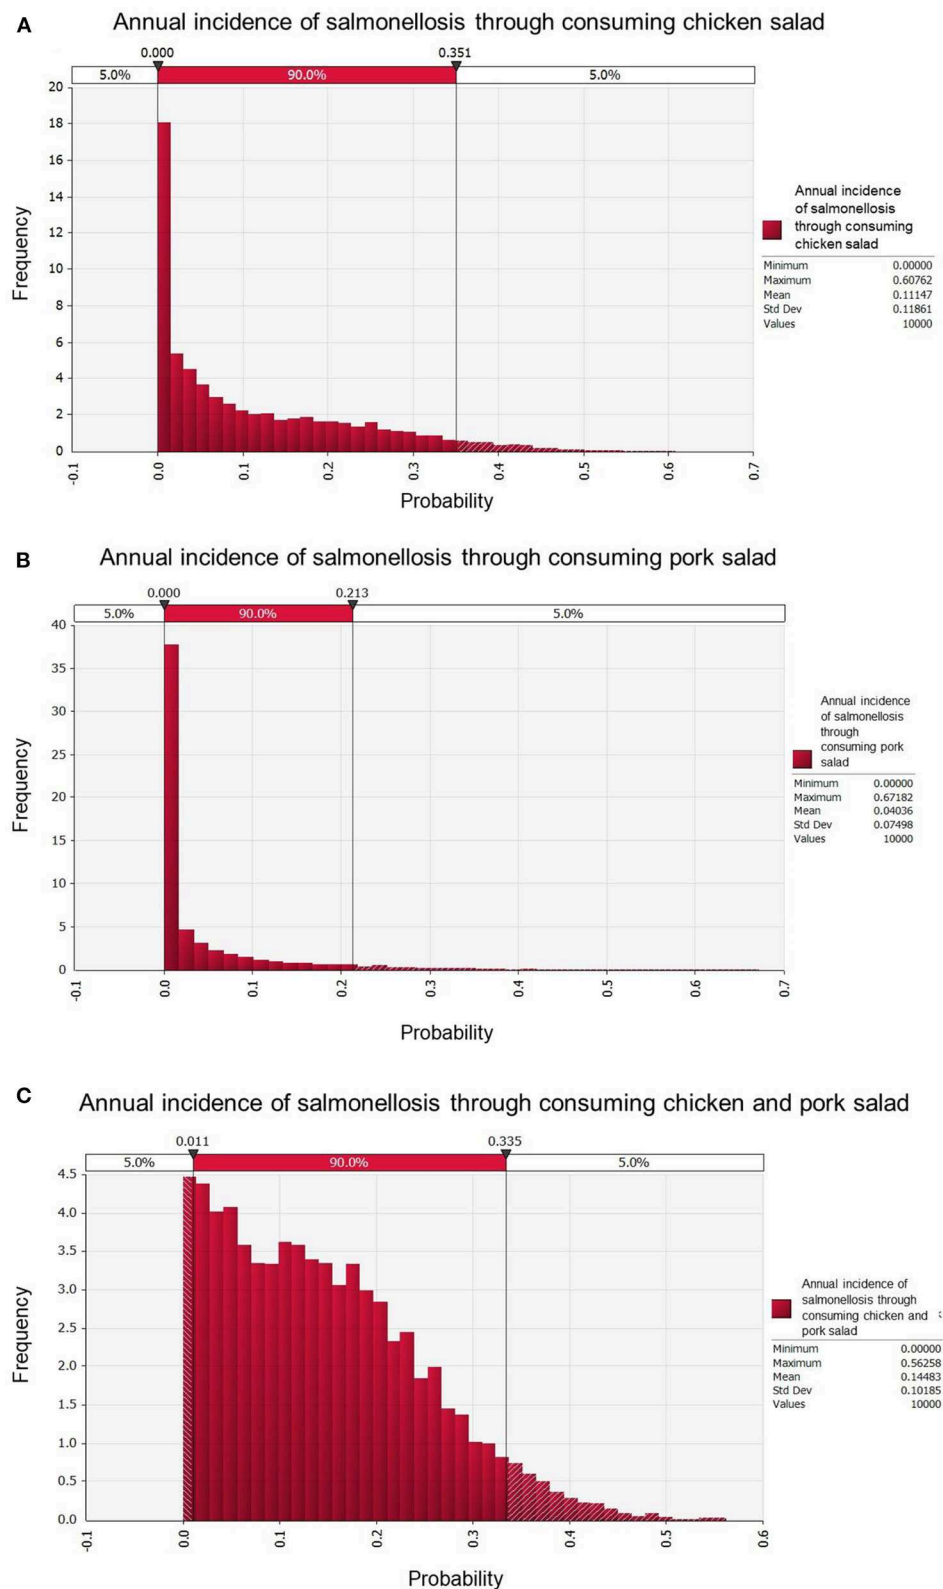 A
Annual incidence of salmonellosis through consuming chicken salad
0.000 0.351
5.0% 90.0% 5.0%
20
18
16
14
12
10
8
6
4
2
0
Frequency
-0.1 0.0 0.1 0.2 0.3 0.4 0.5 0.6 0.7
Probability
Annual incidence
of salmonellosis
through consuming
chicken salad
Minimum 0.00000
Maximum 0.60762
Mean 0.11147
Std Dev 0.11861
Values 10000
B
Annual incidence of salmonellosis through consuming pork salad
0.000 0.213
5.0% 90.0% 5.0%
40
35
30
25
20
15
10
5
0
Frequency
-0.1 0.0 0.1 0.2 0.3 0.4 0.5 0.6 0.7
Probability
Annual incidence
of salmonellosis
through
consuming pork
salad
Minimum 0.00000
Maximum 0.67182
Mean 0.04036
Std Dev 0.07498
Values 10000
C
Annual incidence of salmonellosis through consuming chicken and pork salad
0.011 0.335
5.0% 90.0% 5.0%
4.5
4.0
3.5
3.0
2.5
2.0
1.5
1.0
0.5
0.0
Frequency
-0.1 0.0 0.1 0.2 0.3 0.4 0.5 0.6
Probability
Annual incidence of
salmonellosis through
consuming chicken and
pork salad
Minimum 0.00000
Maximum 0.56258
Mean 0.14483
Std Dev 0.10185
Values 10000